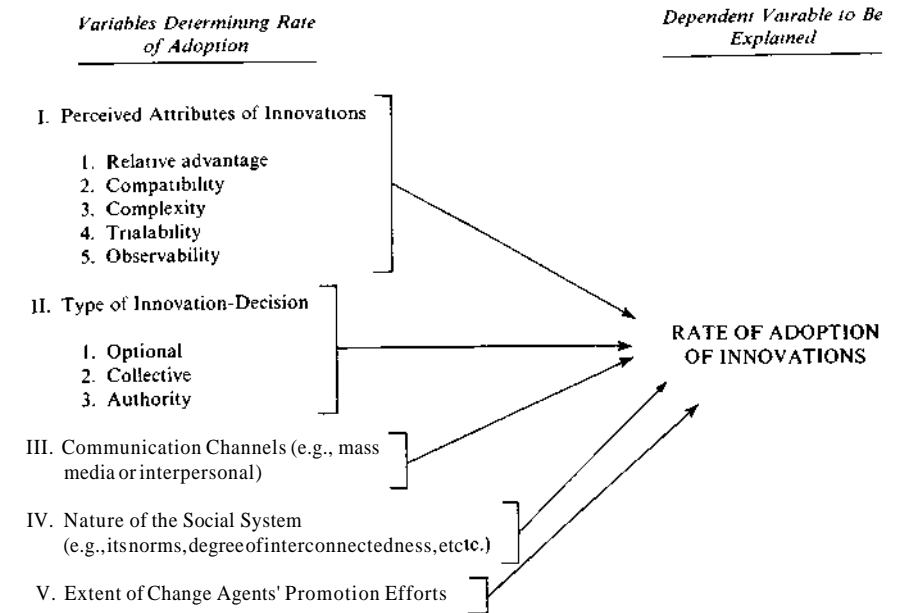 Variables Determining Rate
of Adoption
Dependent Vairable to Be
Explained
I. Perceived Attributes of Innovations
1. Relative advantage
2. Compatibility
3. Complexity
4. Trialability
5. Observability
II. Type of Innovation-Decision
1. Optional
2. Collective
3. Authority
RATE OF ADOPTION
OF INNOVATIONS
III. Communication Channels (e.g., mass
media or interpersonal)
IV. Nature of the Social System
(e.g., its norms, degree of interconnectedness, etctc.)
V. Extent of Change Agents' Promotion Efforts